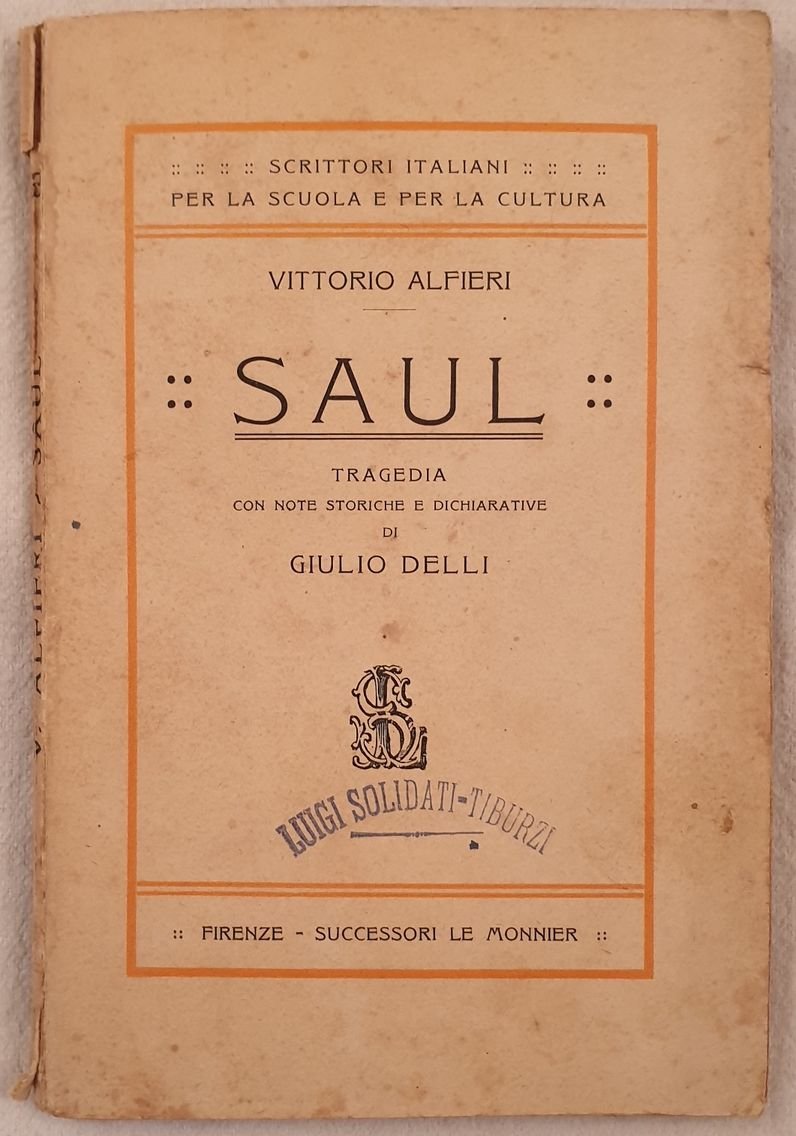 :: :: :: :: SCRITTORI ITALIANI :: :: :: ::
PER LA SCUOLA E PER LA CULTURA
VITTORIO ALFIERI
:: SAUL ::
TRAGEDIA
CON NOTE STORICHE E DICHIARATIVE
DI
GIULIO DELLI
LUIGI SOLIDATI-TIBURZI
:: FIRENZE - SUCCESSORI LE MONNIER ::
V. ALFIERI, SAUL